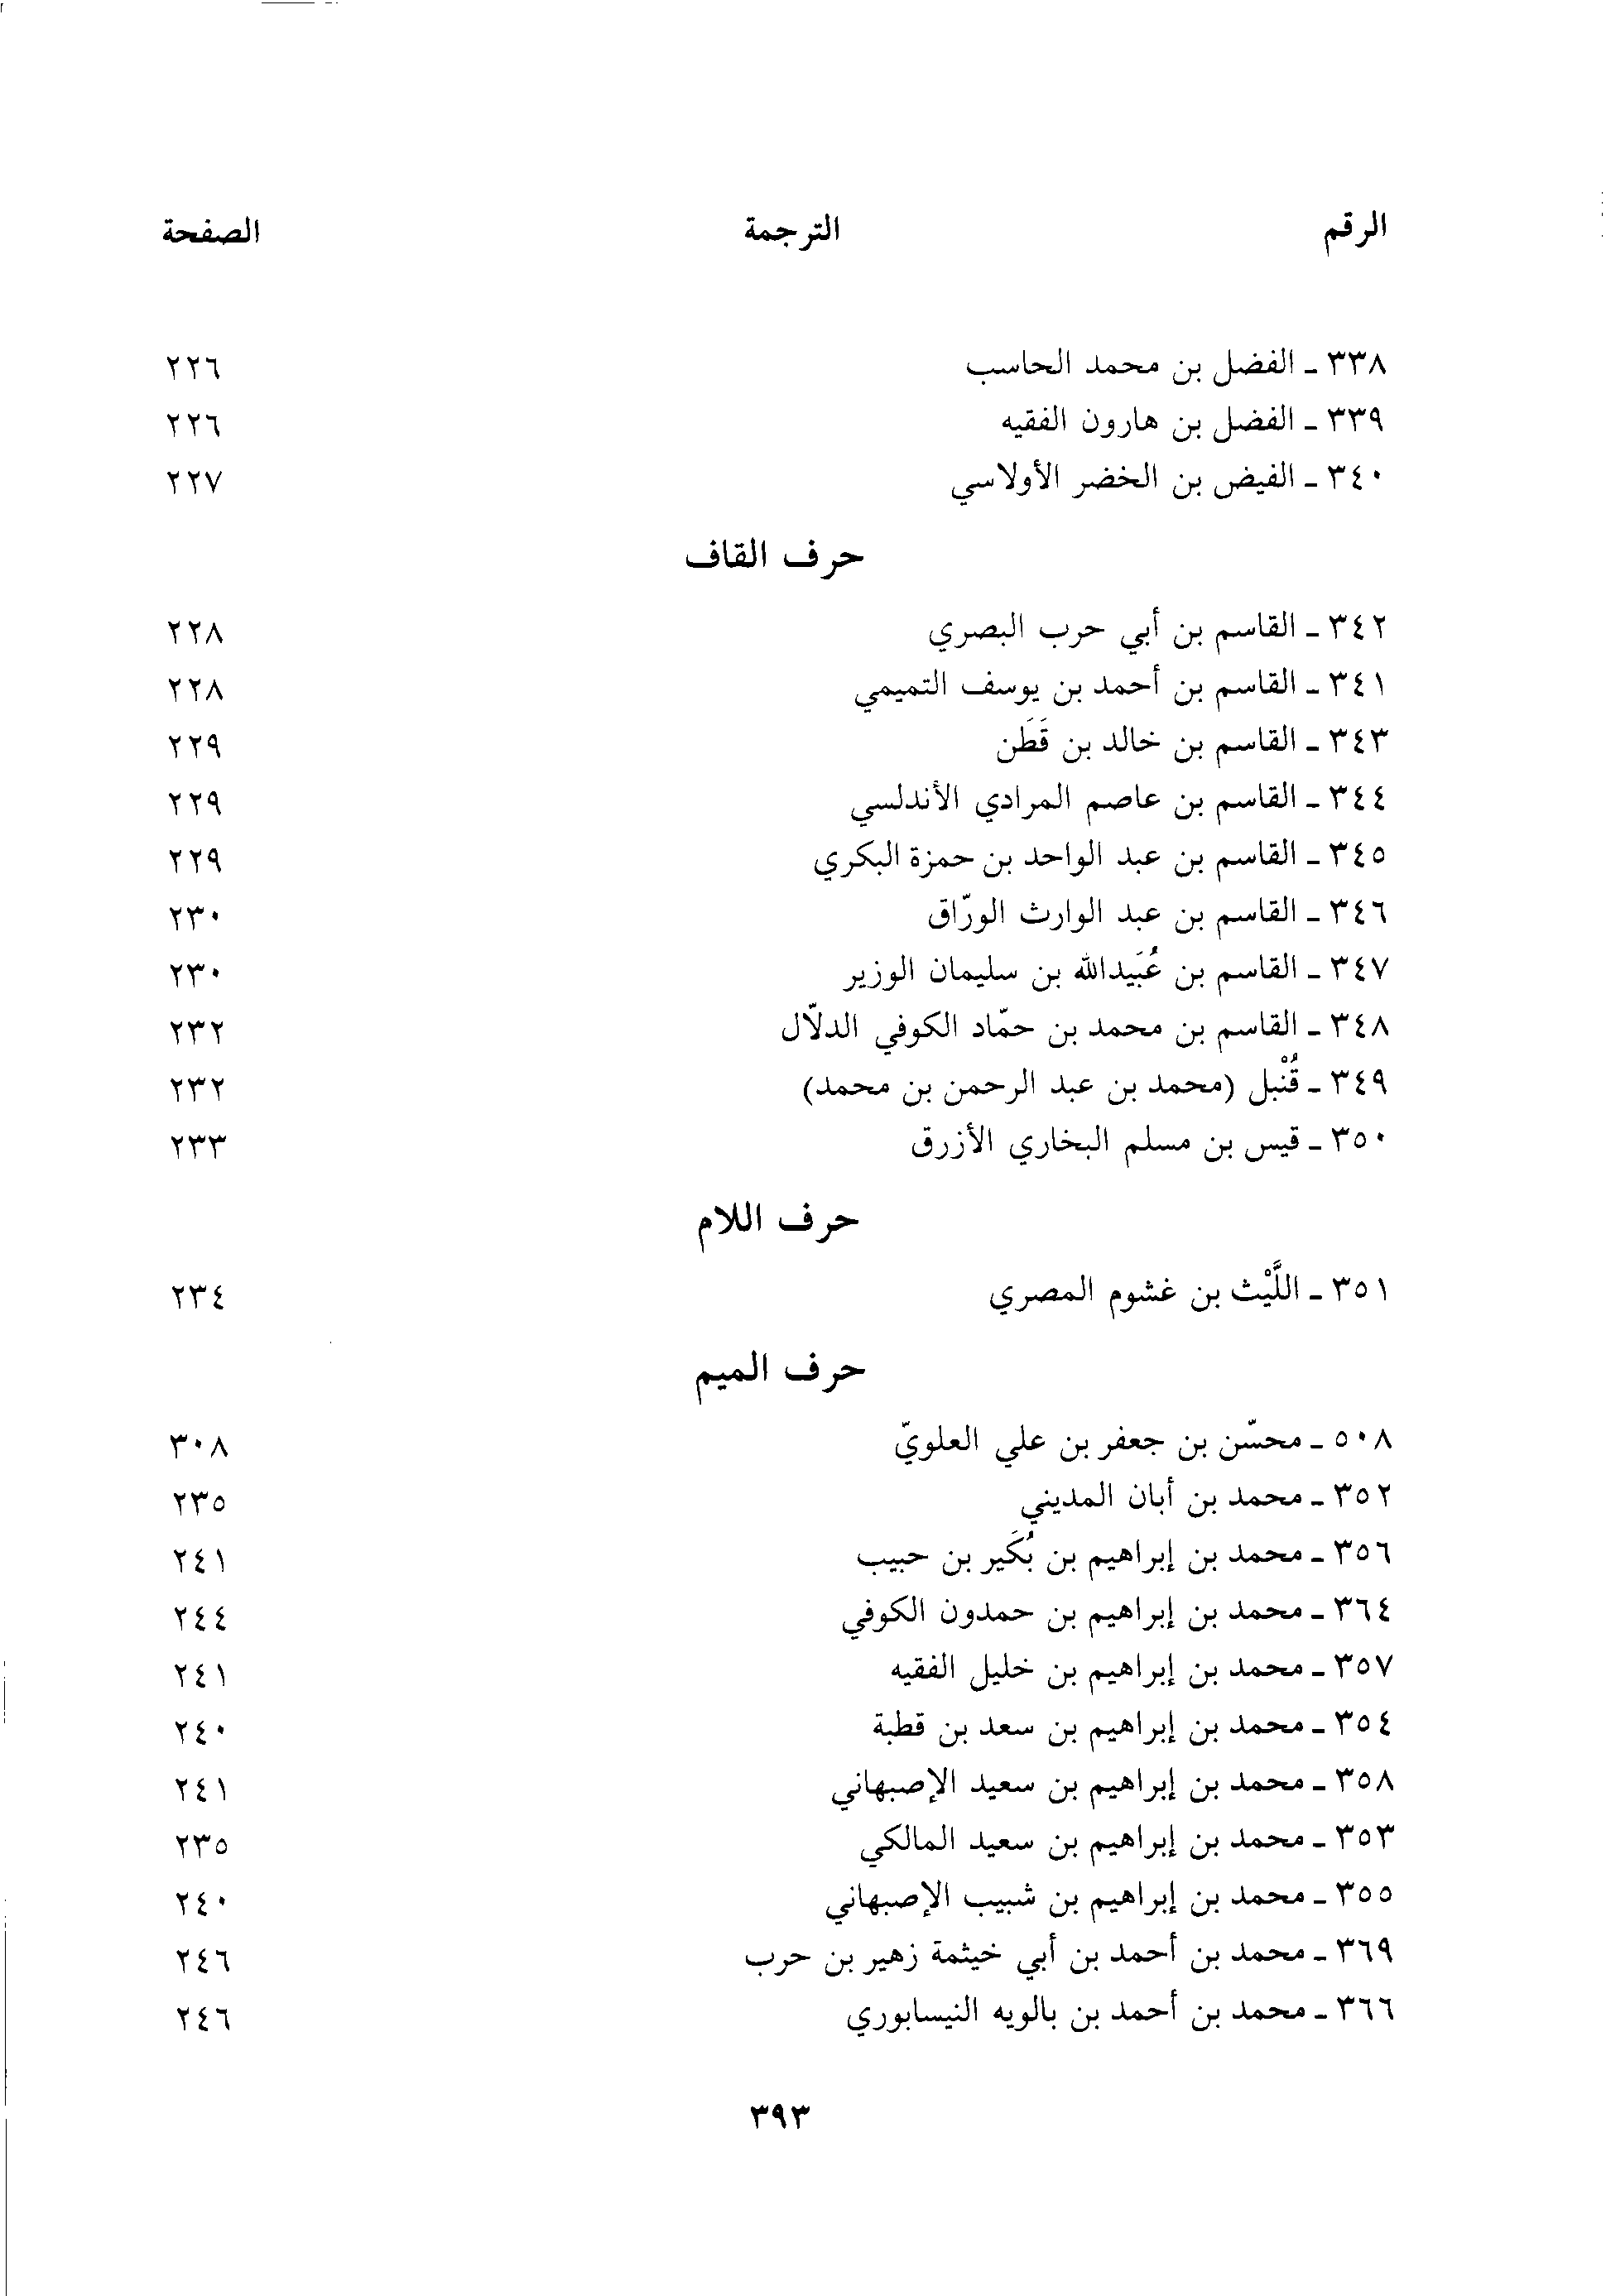 الرقم الترجمة الصفحة
٣٣٨ - الفضل بن محمد الحاسب ٢٢٦
٣٣٩ - الفضل بن هارون الفقيه ٢٢٦
٣٤٠ - الفيض بن الخضر الأولاسي ٢٢٧
حرف القاف
٣٤٢ - القاسم بن أبي حرب البصري ٢٢٨
٣٤١ - القاسم بن أحمد بن يوسف التميمي ٢٢٨
٣٤٣ - القاسم بن خالد بن قَطَن ٢٢٩
٣٤٤ - القاسم بن عاصم المرادي الأندلسي ٢٢٩
٣٤٥ - القاسم بن عبد الواحد بن حمزة البكري ٢٢٩
٣٤٦ - القاسم بن عبد الوارث الورّاق ٢٣٠
٣٤٧ - القاسم بن عُبَيدالله بن سليمان الوزير ٢٣٠
٣٤٨ - القاسم بن محمد بن حمّاد الكوفي الدلّال ٢٣٢
٣٤٩ - قُنْبل (محمد بن عبد الرحمن بن محمد) ٢٣٢
٣٥٠ - قيس بن مسلم البخاري الأزرق ٢٣٣
حرف اللام
٣٥١ - اللَّيْث بن غشوم المصري ٢٣٤
حرف الميم
٥٠٨ - محسّن بن جعفر بن علي العلويّ ٣٠٨
٣٥٢ - محمد بن أبان المديني ٢٣٥
٣٥٦ - محمد بن إبراهيم بن بُكَير بن حبيب ٢٤١
٣٦٤ - محمد بن إبراهيم بن حمدون الكوفي ٢٤٤
٣٥٧ - محمد بن إبراهيم بن خليل الفقيه ٢٤١
٣٥٤ - محمد بن إبراهيم بن سعد بن قطبة ٢٤٠
٣٥٨ - محمد بن إبراهيم بن سعيد الإصبهاني ٢٤١
٣٥٣ - محمد بن إبراهيم بن سعيد المالكي ٢٣٥
٣٥٥ - محمد بن إبراهيم بن شبيب الإصبهاني ٢٤٠
٣٦٩ - محمد بن أحمد بن أبي خيثمة زهير بن حرب ٢٤٦
٣٦٦ - محمد بن أحمد بن بالويه النيسابوري ٢٤٦
٣٩٣